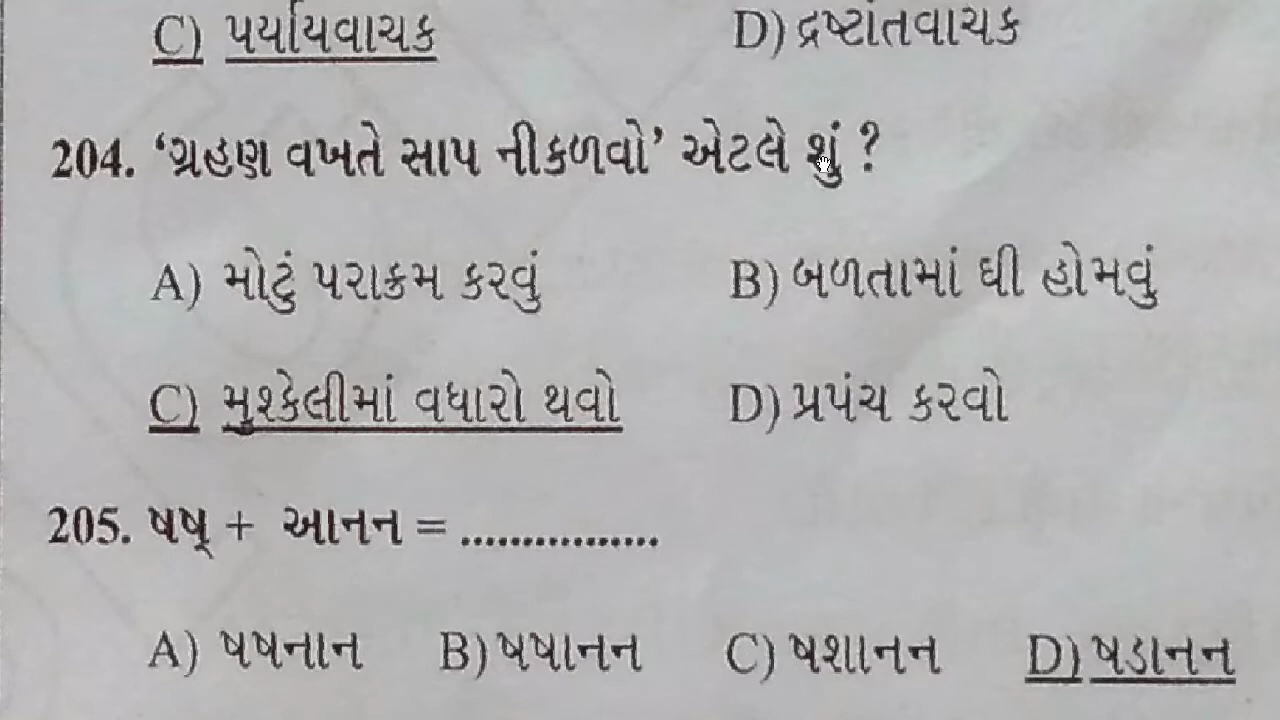 C) પર્યાયવાચક D) દ્રષ્ટાંતવાચક
204. ‘ગ્રહણ વખતે સાપ નીકળવો’ એટલે શું ?
A) મોટું પરાક્રમ કરવું B) બળતામાં ઘી હોમવું
C) મુશ્કેલીમાં વધારો થવો D) પ્રપંચ કરવો
205. ષષ્ + આનન = ................
A) ષષનાન B) ષષાનન C) ષશાનન D) ષડાનન